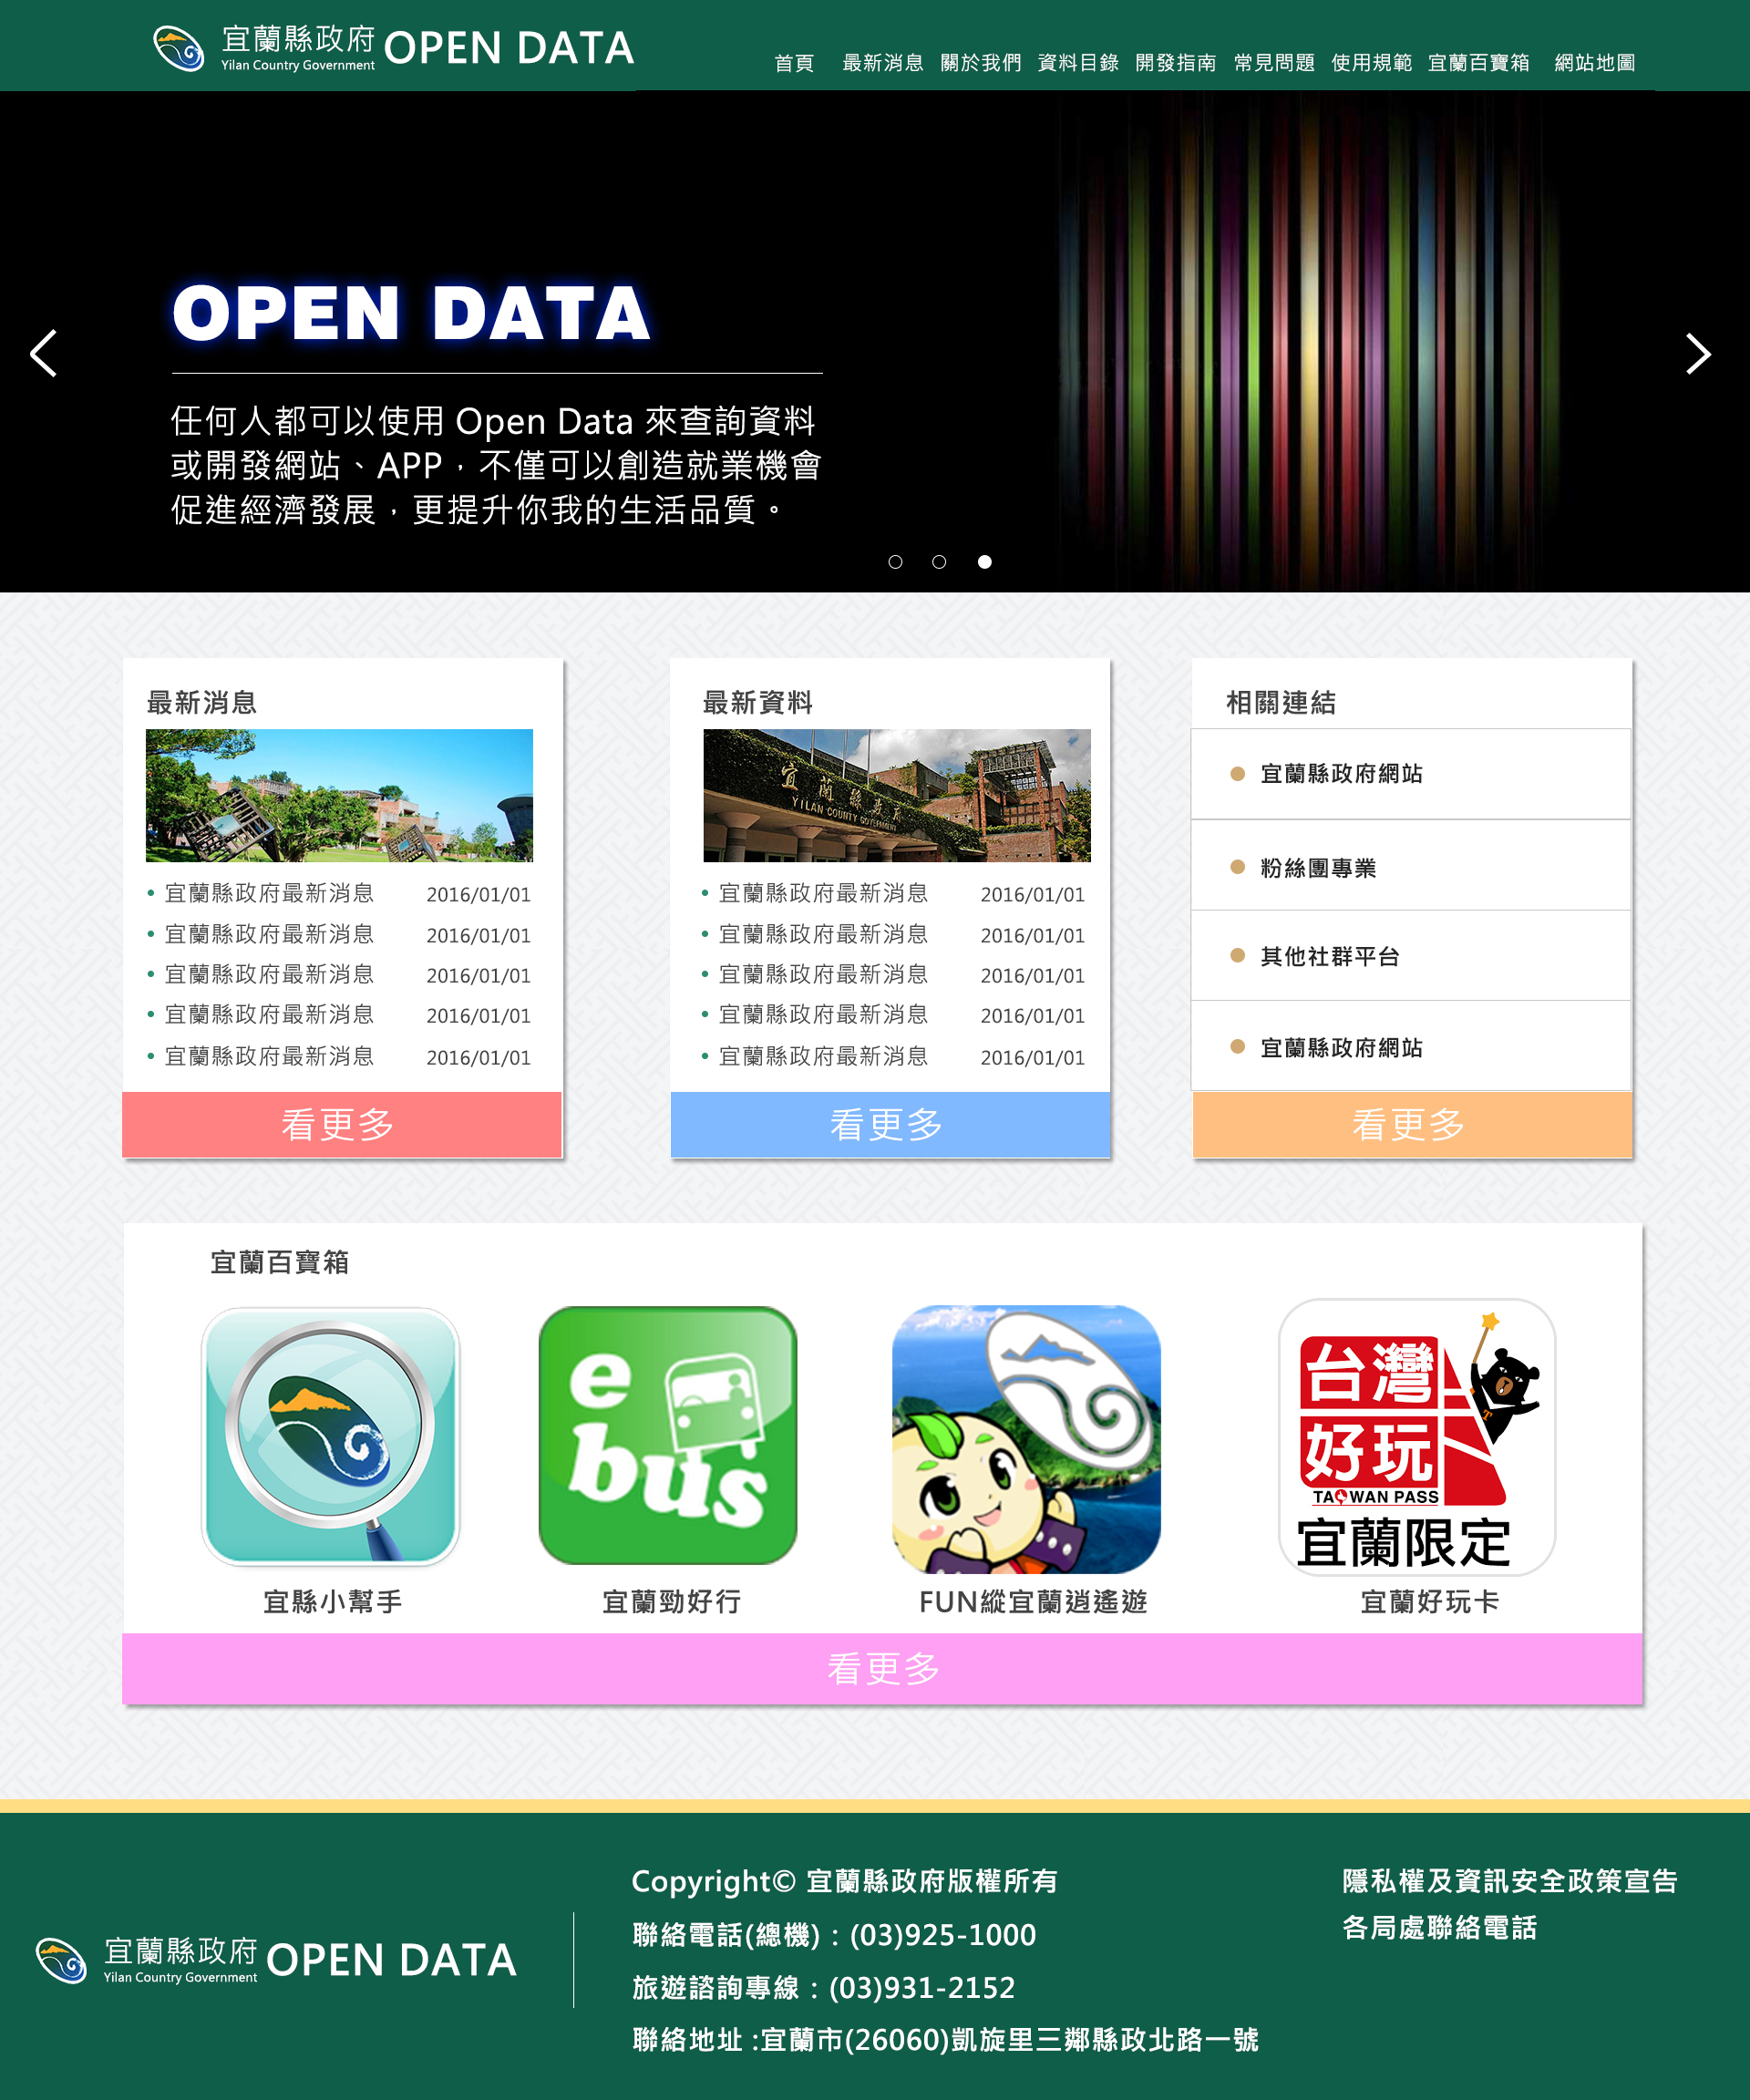 宜蘭縣政府 OPEN DATA
Yilan Country Government
首頁 最新消息 關於我們 資料目錄 開發指南 常見問題 使用規範 宜蘭百寶箱 網站地圖
OPEN DATA
任何人都可以使用 Open Data 來查詢資料
或開發網站、APP，不僅可以創造就業機會
促進經濟發展，更提升你我的生活品質。
最新消息
宜蘭縣政府最新消息 2016/01/01
宜蘭縣政府最新消息 2016/01/01
宜蘭縣政府最新消息 2016/01/01
宜蘭縣政府最新消息 2016/01/01
宜蘭縣政府最新消息 2016/01/01
看更多
最新資料
宜蘭縣政府
YILAN COUNTY GOVERNMENT
宜蘭縣政府最新消息 2016/01/01
宜蘭縣政府最新消息 2016/01/01
宜蘭縣政府最新消息 2016/01/01
宜蘭縣政府最新消息 2016/01/01
宜蘭縣政府最新消息 2016/01/01
看更多
相關連結
宜蘭縣政府網站
粉絲團專業
其他社群平台
宜蘭縣政府網站
看更多
宜蘭百寶箱
e
bus
台灣
好玩
TAIWAN PASS
宜蘭限定
T
宜縣小幫手
宜蘭勁好行
FUN縱宜蘭逍遙遊
宜蘭好玩卡
看更多
宜蘭縣政府 OPEN DATA
Yilan Country Government
Copyright© 宜蘭縣政府版權所有
聯絡電話(總機)：(03)925-1000
旅遊諮詢專線：(03)931-2152
聯絡地址 :宜蘭市(26060)凱旋里三鄰縣政北路一號
隱私權及資訊安全政策宣告
各局處聯絡電話